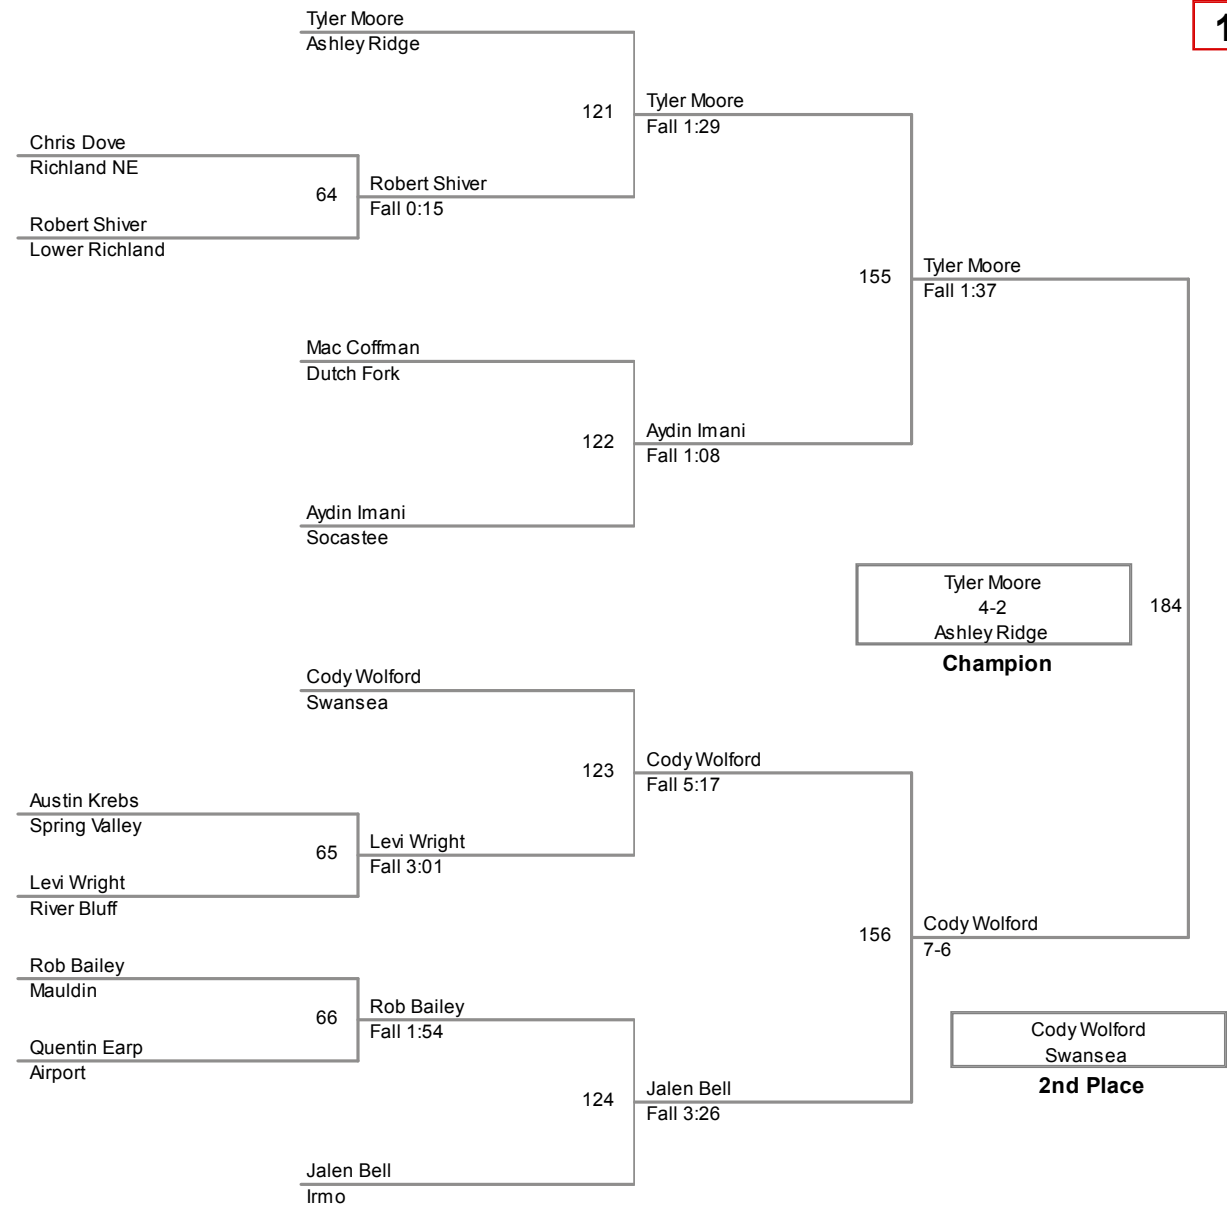 Tyler Moore
Ashley Ridge
1
121
Tyler Moore
Fall 1:29
Chris Dove
Richland NE
64
Robert Shiver
Fall 0:15
Robert Shiver
Lower Richland
155
Tyler Moore
Fall 1:37
Mac Coffman
Dutch Fork
122
Aydin Imani
Fall 1:08
Aydin Imani
Socastee
Tyler Moore
4-2
Ashley Ridge
Champion
184
Cody Wolford
Swansea
123
Cody Wolford
Fall 5:17
Austin Krebs
Spring Valley
65
Levi Wright
Fall 3:01
Levi Wright
River Bluff
156
Cody Wolford
7-6
Rob Bailey
Mauldin
66
Rob Bailey
Fall 1:54
Quentin Earp
Airport
Cody Wolford
Swansea
2nd Place
124
Jalen Bell
Fall 3:26
Jalen Bell
Irmo